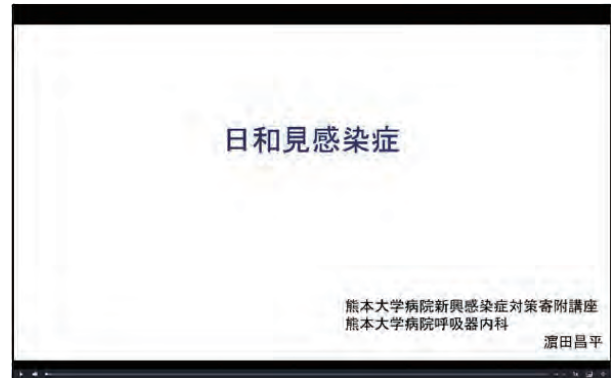 日和見感染症
熊本大学病院新興感染症対策寄附講座
熊本大学病院呼吸器内科
濵田昌平